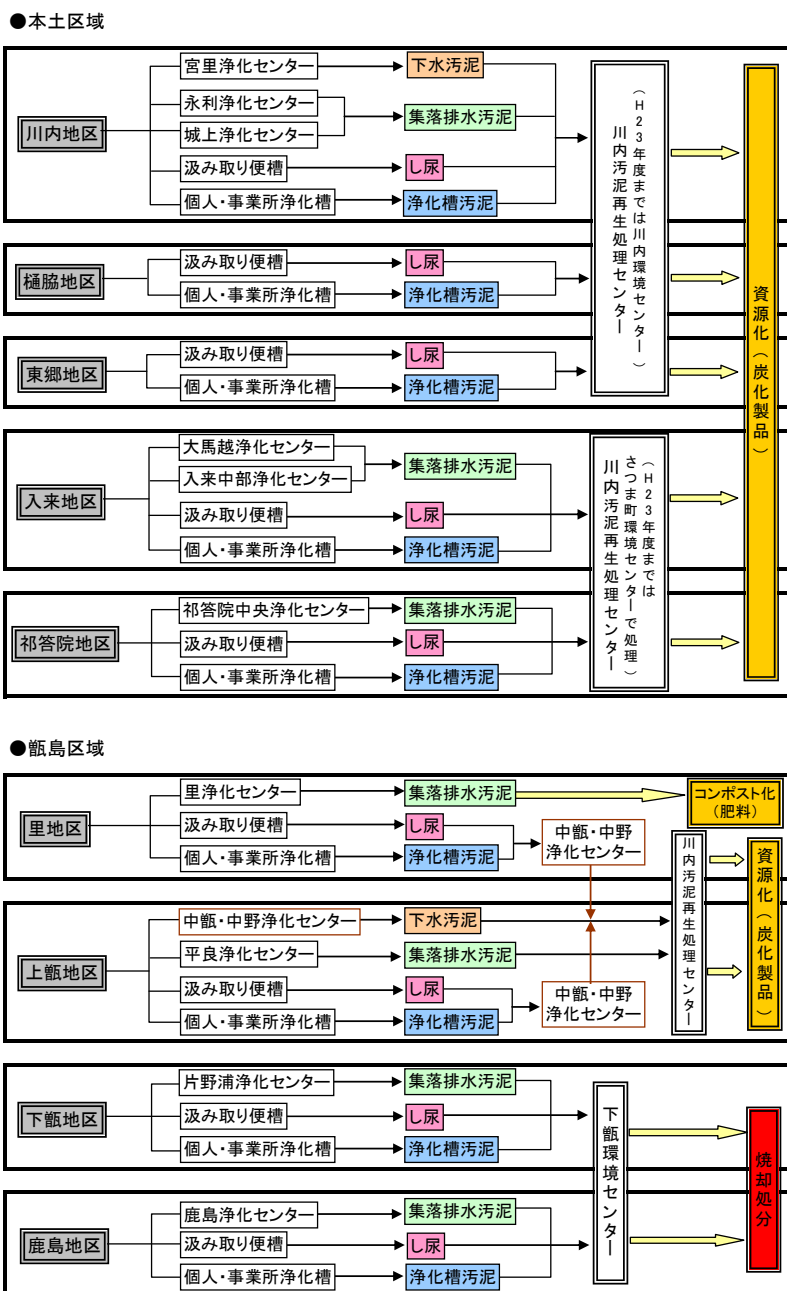 ●本土区域
川内地区
宮里浄化センター
下水汚泥
永利浄化センター
城上浄化センター
集落排水汚泥
汲み取り便槽
し尿
個人・事業所浄化槽
浄化槽汚泥
樋脇地区
汲み取り便槽
し尿
個人・事業所浄化槽
浄化槽汚泥
東郷地区
汲み取り便槽
し尿
個人・事業所浄化槽
浄化槽汚泥
（H23年度までは川内環境センター）
川内汚泥再生処理センター
入来地区
大馬越浄化センター
入来中部浄化センター
集落排水汚泥
汲み取り便槽
し尿
個人・事業所浄化槽
浄化槽汚泥
祁答院地区
祁答院中央浄化センター
集落排水汚泥
汲み取り便槽
し尿
個人・事業所浄化槽
浄化槽汚泥
（H23年度までは
さつま町環境センターで処理）
川内汚泥再生処理センター
資源化（炭化製品）
●甑島区域
里地区
里浄化センター
集落排水汚泥
コンポスト化
（肥料）
汲み取り便槽
し尿
個人・事業所浄化槽
浄化槽汚泥
中甑・中野
浄化センター
上甑地区
中甑・中野浄化センター
下水汚泥
平良浄化センター
集落排水汚泥
汲み取り便槽
し尿
個人・事業所浄化槽
浄化槽汚泥
中甑・中野
浄化センター
川内汚泥再生処理センター
資源化（炭化製品）
下甑地区
片野浦浄化センター
集落排水汚泥
汲み取り便槽
し尿
個人・事業所浄化槽
浄化槽汚泥
鹿島地区
鹿島浄化センター
集落排水汚泥
汲み取り便槽
し尿
個人・事業所浄化槽
浄化槽汚泥
下甑環境センター
焼却処分